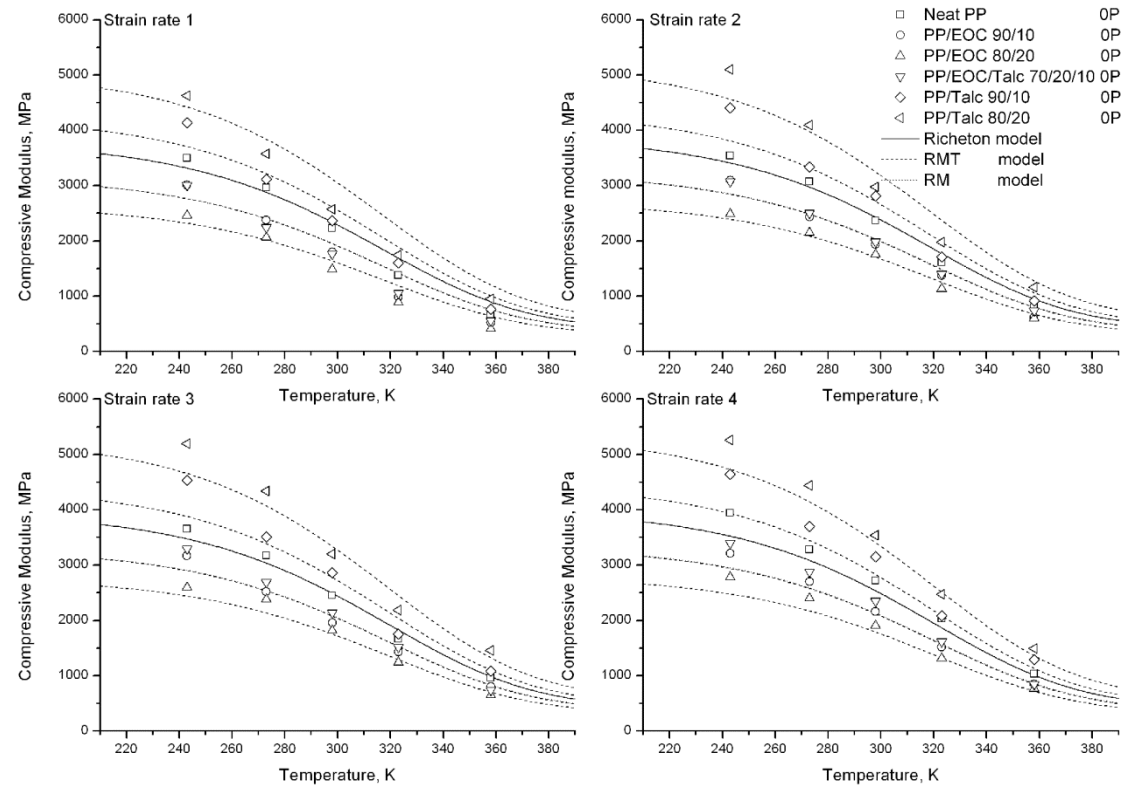 Strain rate 1
6000
5000
4000
3000
2000
1000
0
Compressive Modulus, MPa
220 240 260 280 300 320 340 360 380
Temperature, K
Strain rate 2
6000
5000
4000
3000
2000
1000
0
Compressive modulus, MPa
Neat PP 0P
PP/EOC 90/10 0P
PP/EOC 80/20 0P
PP/EOC/Talc 70/20/10 0P
PP/Talc 90/10 0P
PP/Talc 80/20 0P
Richeton model
RMT model
RM model
220 240 260 280 300 320 340 360 380
Temperature, K
Strain rate 3
6000
5000
4000
3000
2000
1000
0
Compressive Modulus, MPa
220 240 260 280 300 320 340 360 380
Temperature, K
Strain rate 4
6000
5000
4000
3000
2000
1000
0
Compressive Modulus, MPa
220 240 260 280 300 320 340 360 380
Temperature, K